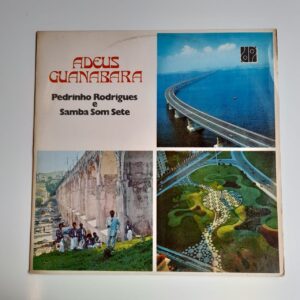 ADEUS
GUANABARA
Pedrinho Rodrigues
e
Samba Som Sete